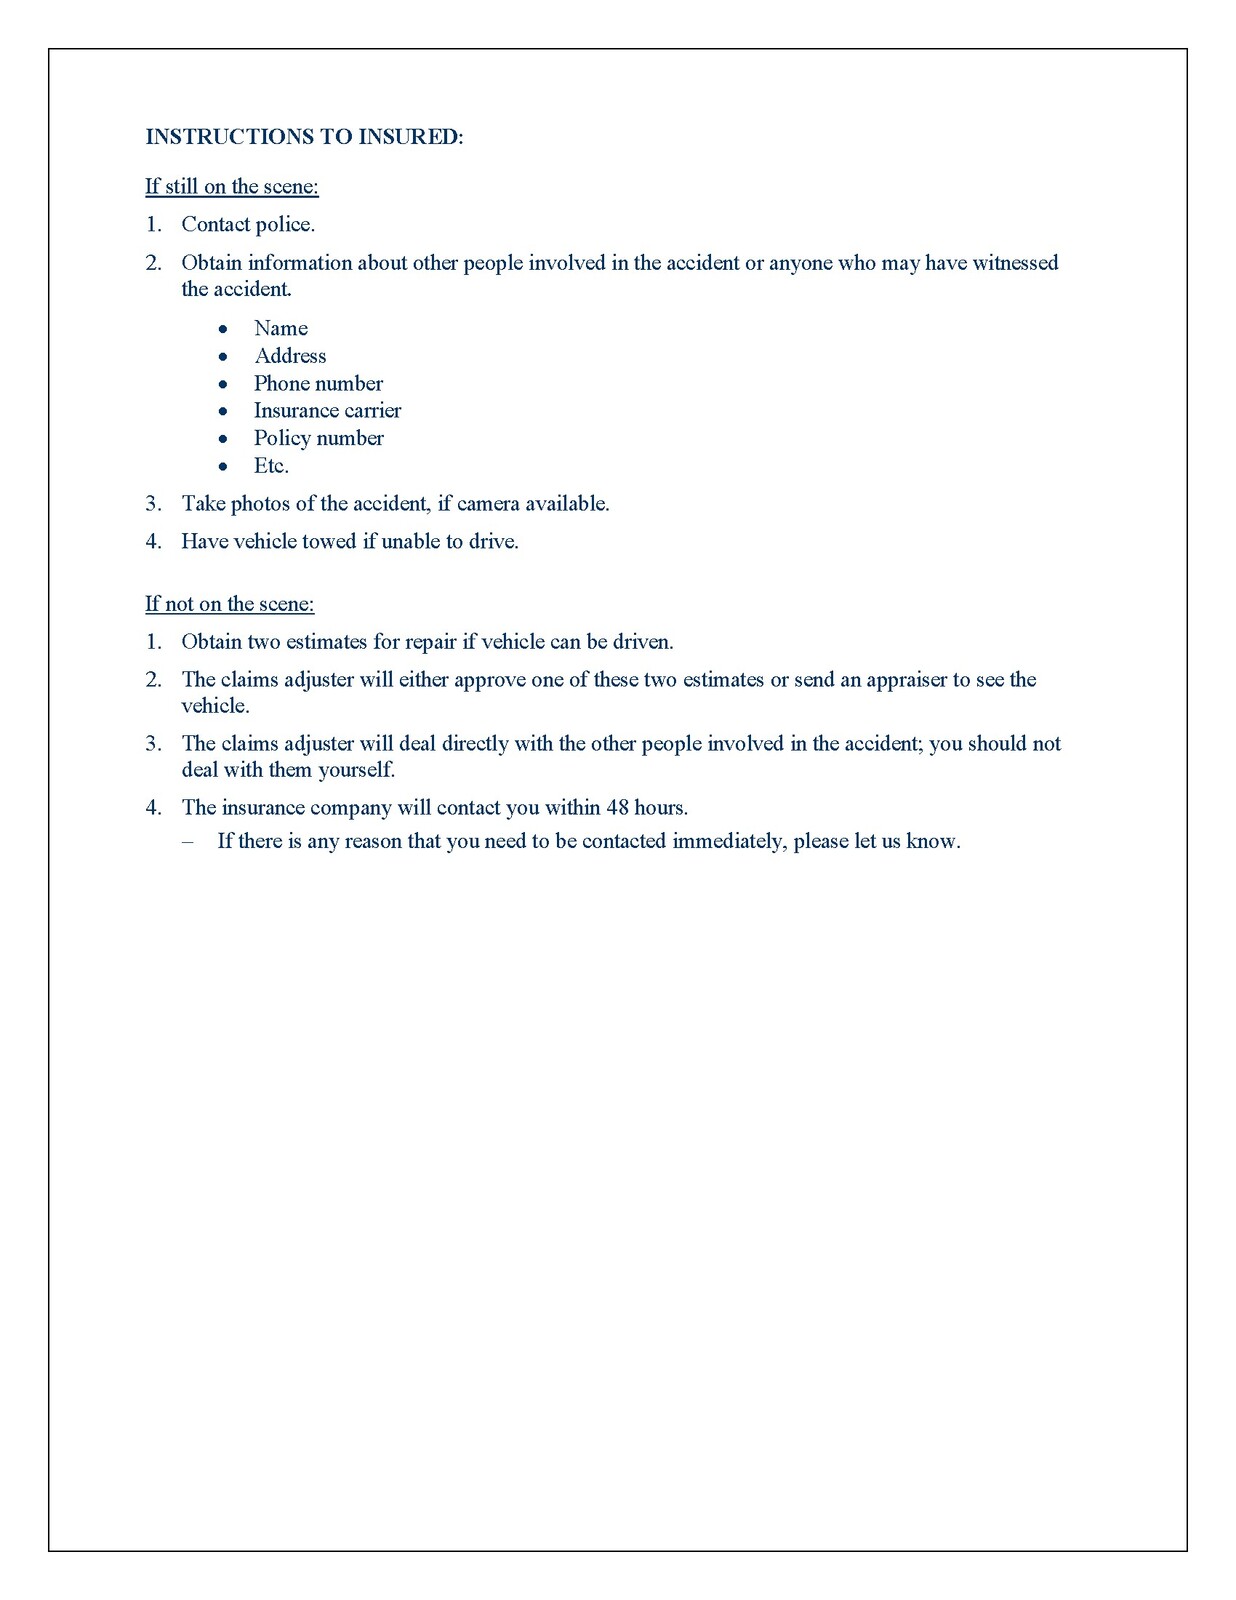 INSTRUCTIONS TO INSURED:
If still on the scene:
1. Contact police.
2. Obtain information about other people involved in the accident or anyone who may have witnessed
the accident.
• Name
• Address
• Phone number
• Insurance carrier
• Policy number
• Etc.
3. Take photos of the accident, if camera available.
4. Have vehicle towed if unable to drive.
If not on the scene:
1. Obtain two estimates for repair if vehicle can be driven.
2. The claims adjuster will either approve one of these two estimates or send an appraiser to see the
vehicle.
3. The claims adjuster will deal directly with the other people involved in the accident; you should not
deal with them yourself.
4. The insurance company will contact you within 48 hours.
– If there is any reason that you need to be contacted immediately, please let us know.